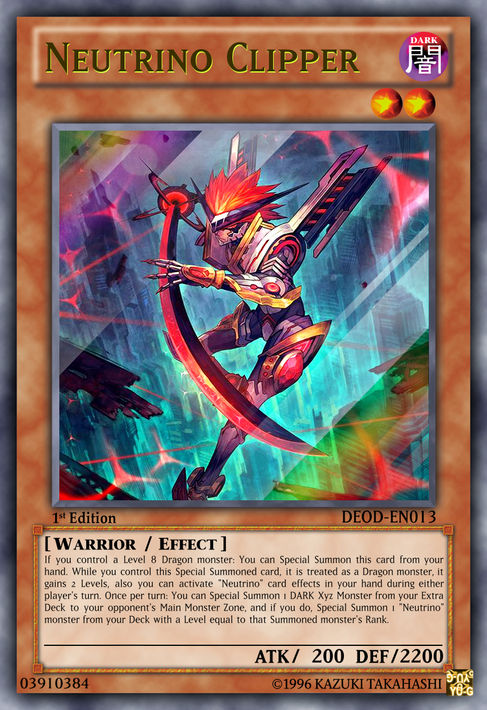 NEUTRINO CLIPPER
DARK
闇
1st Edition
DEOD-EN013
[ WARRIOR / EFFECT ]
If you control a Level 8 Dragon monster: You can Special Summon this card from your
hand. While you control this Special Summoned card, it is treated as a Dragon monster, it
gains 2 Levels, also you can activate "Neutrino" card effects in your hand during either
player's turn. Once per turn: You can Special Summon 1 DARK Xyz Monster from your Extra
Deck to your opponent's Main Monster Zone, and if you do, Special Summon 1 "Neutrino"
monster from your Deck with a Level equal to that Summoned monster's Rank.
ATK/ 200 DEF/2200
03910384
©1996 KAZUKI TAKAHASHI